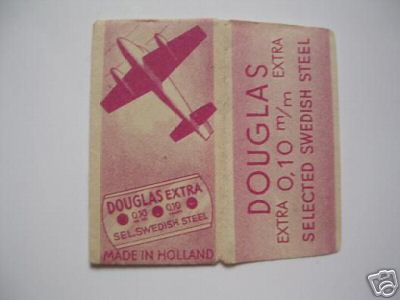 DOUGLAS EXTRA
0,10 0,10
SEL. SWEDISH STEEL
MADE IN HOLLAND
DOUGLAS
EXTRA 0,10 m/m EXTRA
SELECTED SWEDISH STEEL
ebY